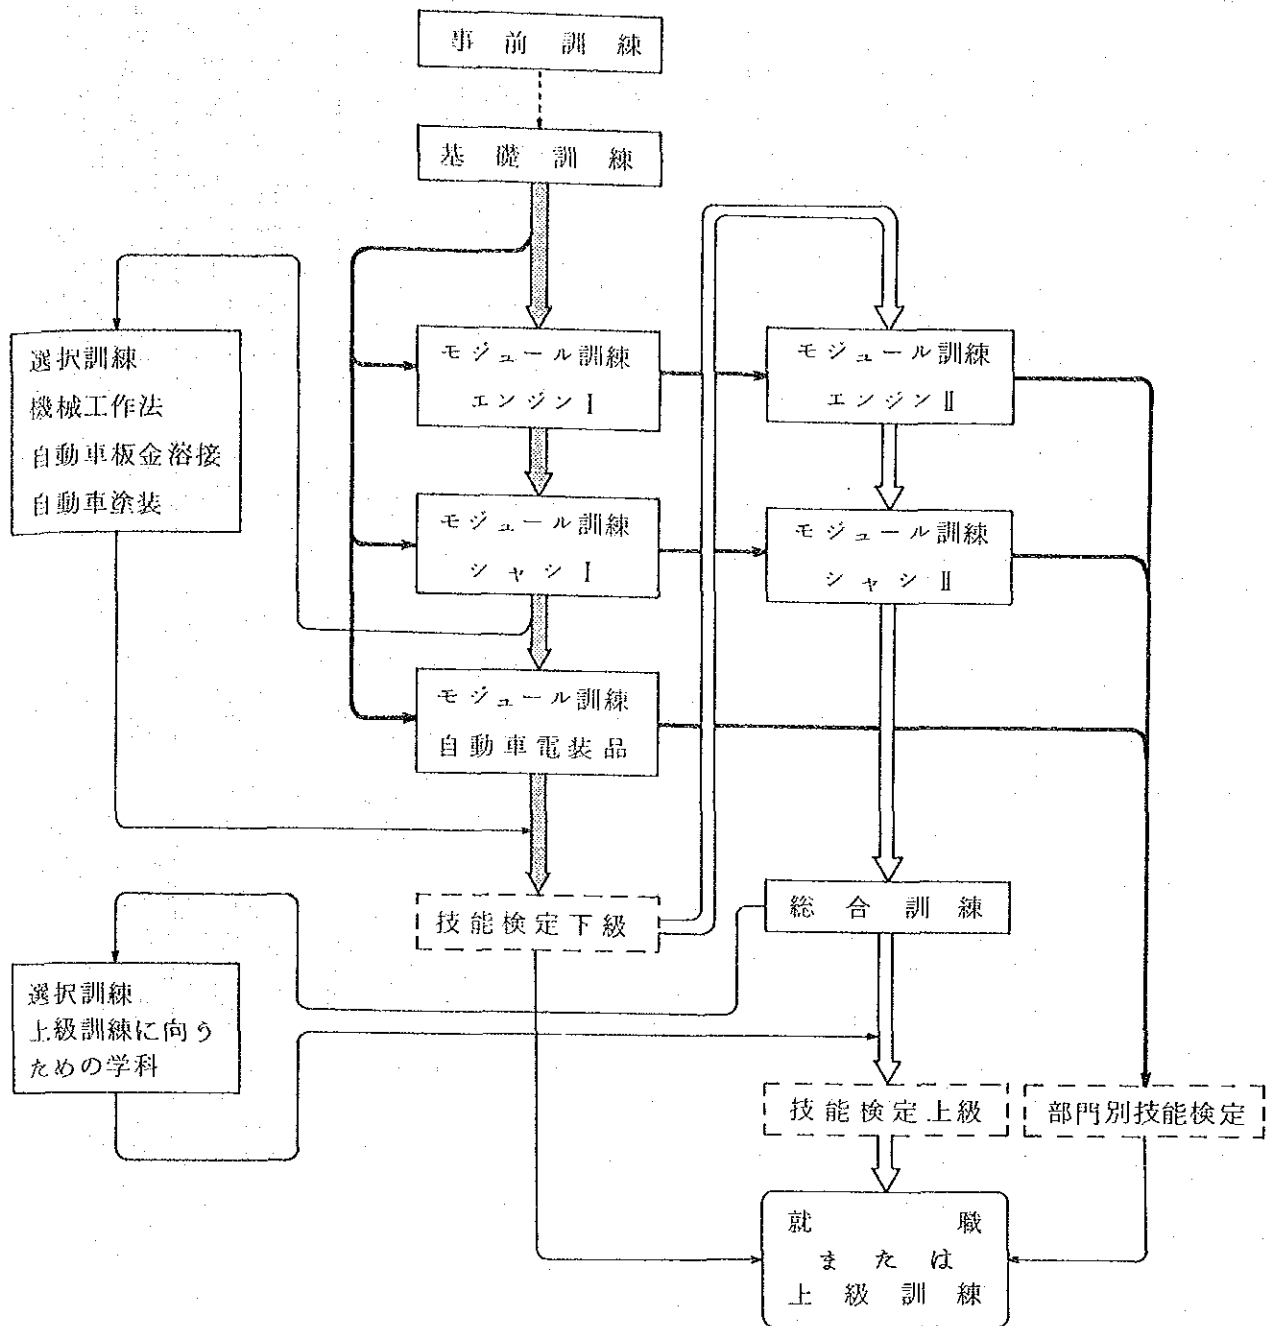 事前訓練
基礎訓練
選択訓練
機械工作法
自動車板金溶接
自動車塗装
モジュール訓練
エンジンⅠ
モジュール訓練
エンジンⅡ
モジュール訓練
シャシⅠ
モジュール訓練
シャシⅡ
モジュール訓練
自動車電装品
技能検定下級
総合訓練
選択訓練
上級訓練に向う
ための学科
技能検定上級
部門別技能検定
就職
または
上級訓練